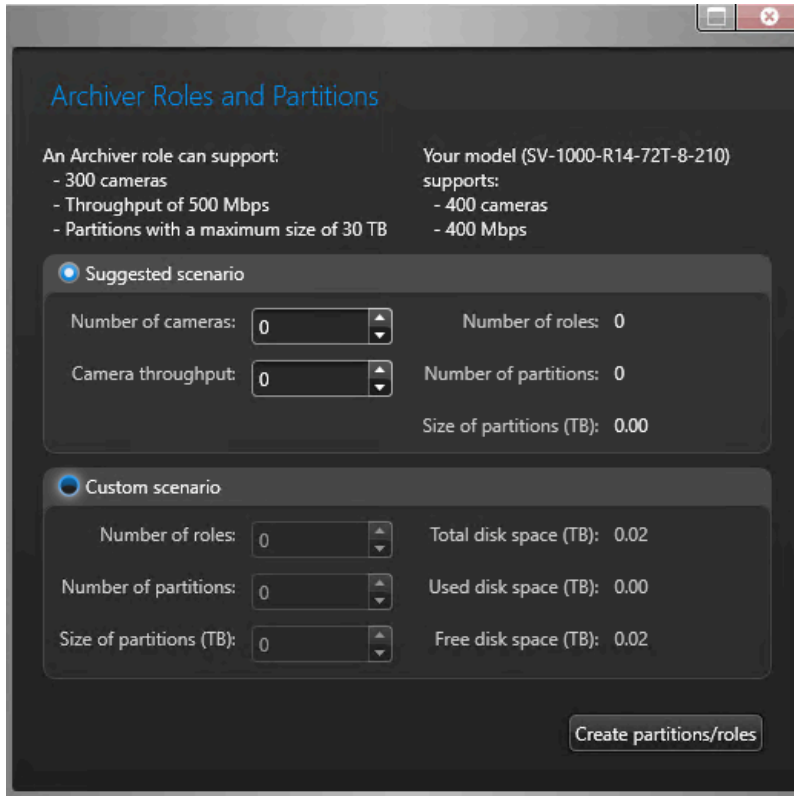 Archiver Roles and Partitions
An Archiver role can support:
- 300 cameras
- Throughput of 500 Mbps
- Partitions with a maximum size of 30 TB
Your model (SV-1000-R14-72T-8-210)
supports:
- 400 cameras
- 400 Mbps
Suggested scenario
Number of cameras: 0
Number of roles: 0
Camera throughput: 0
Number of partitions: 0
Size of partitions (TB): 0.00
Custom scenario
Number of roles: 0
Total disk space (TB): 0.02
Number of partitions: 0
Used disk space (TB): 0.00
Size of partitions (TB): 0
Free disk space (TB): 0.02
Create partitions/roles